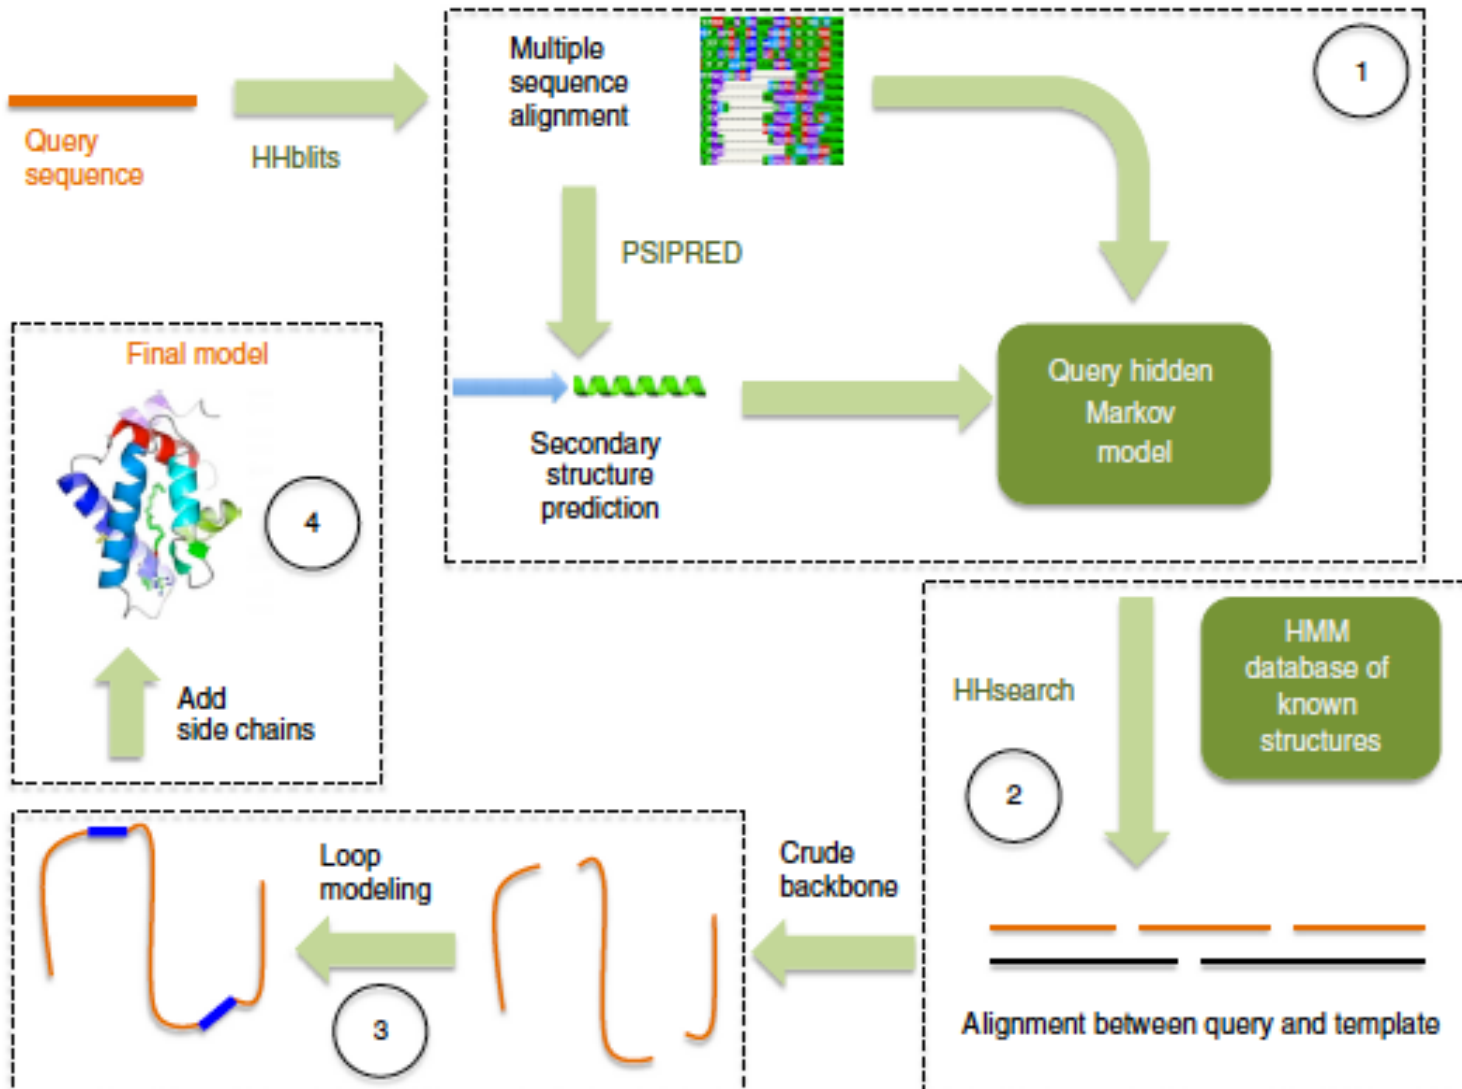 Query
sequence
HHblits
Multiple
sequence
alignment
1
PSIPRED
Secondary
structure
prediction
Query hidden
Markov
model
HHsearch
HMM
database of
known
structures
2
Alignment between query and template
Crude
backbone
Loop
modeling
3
Add
side chains
Final model
4